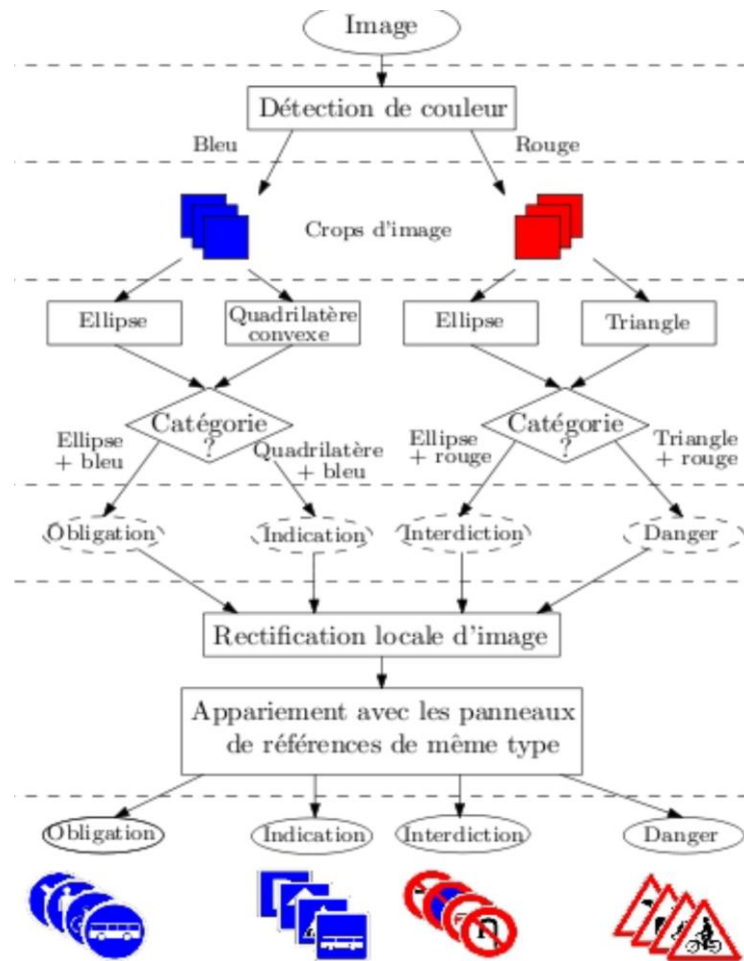 Image
Détection de couleur
Bleu
Rouge
Crops d'image
Ellipse
Quadrilatère
convexe
Ellipse
Triangle
Catégorie
?
Catégorie
?
Ellipse
+ bleu
Quadrilatère
+ bleu
Ellipse
+ rouge
Triangle
+ rouge
Obligation
Indication
Interdiction
Danger
Rectification locale d'image
Appariement avec les panneaux
de référénces de même type
Obligation
Indication
Interdiction
Danger